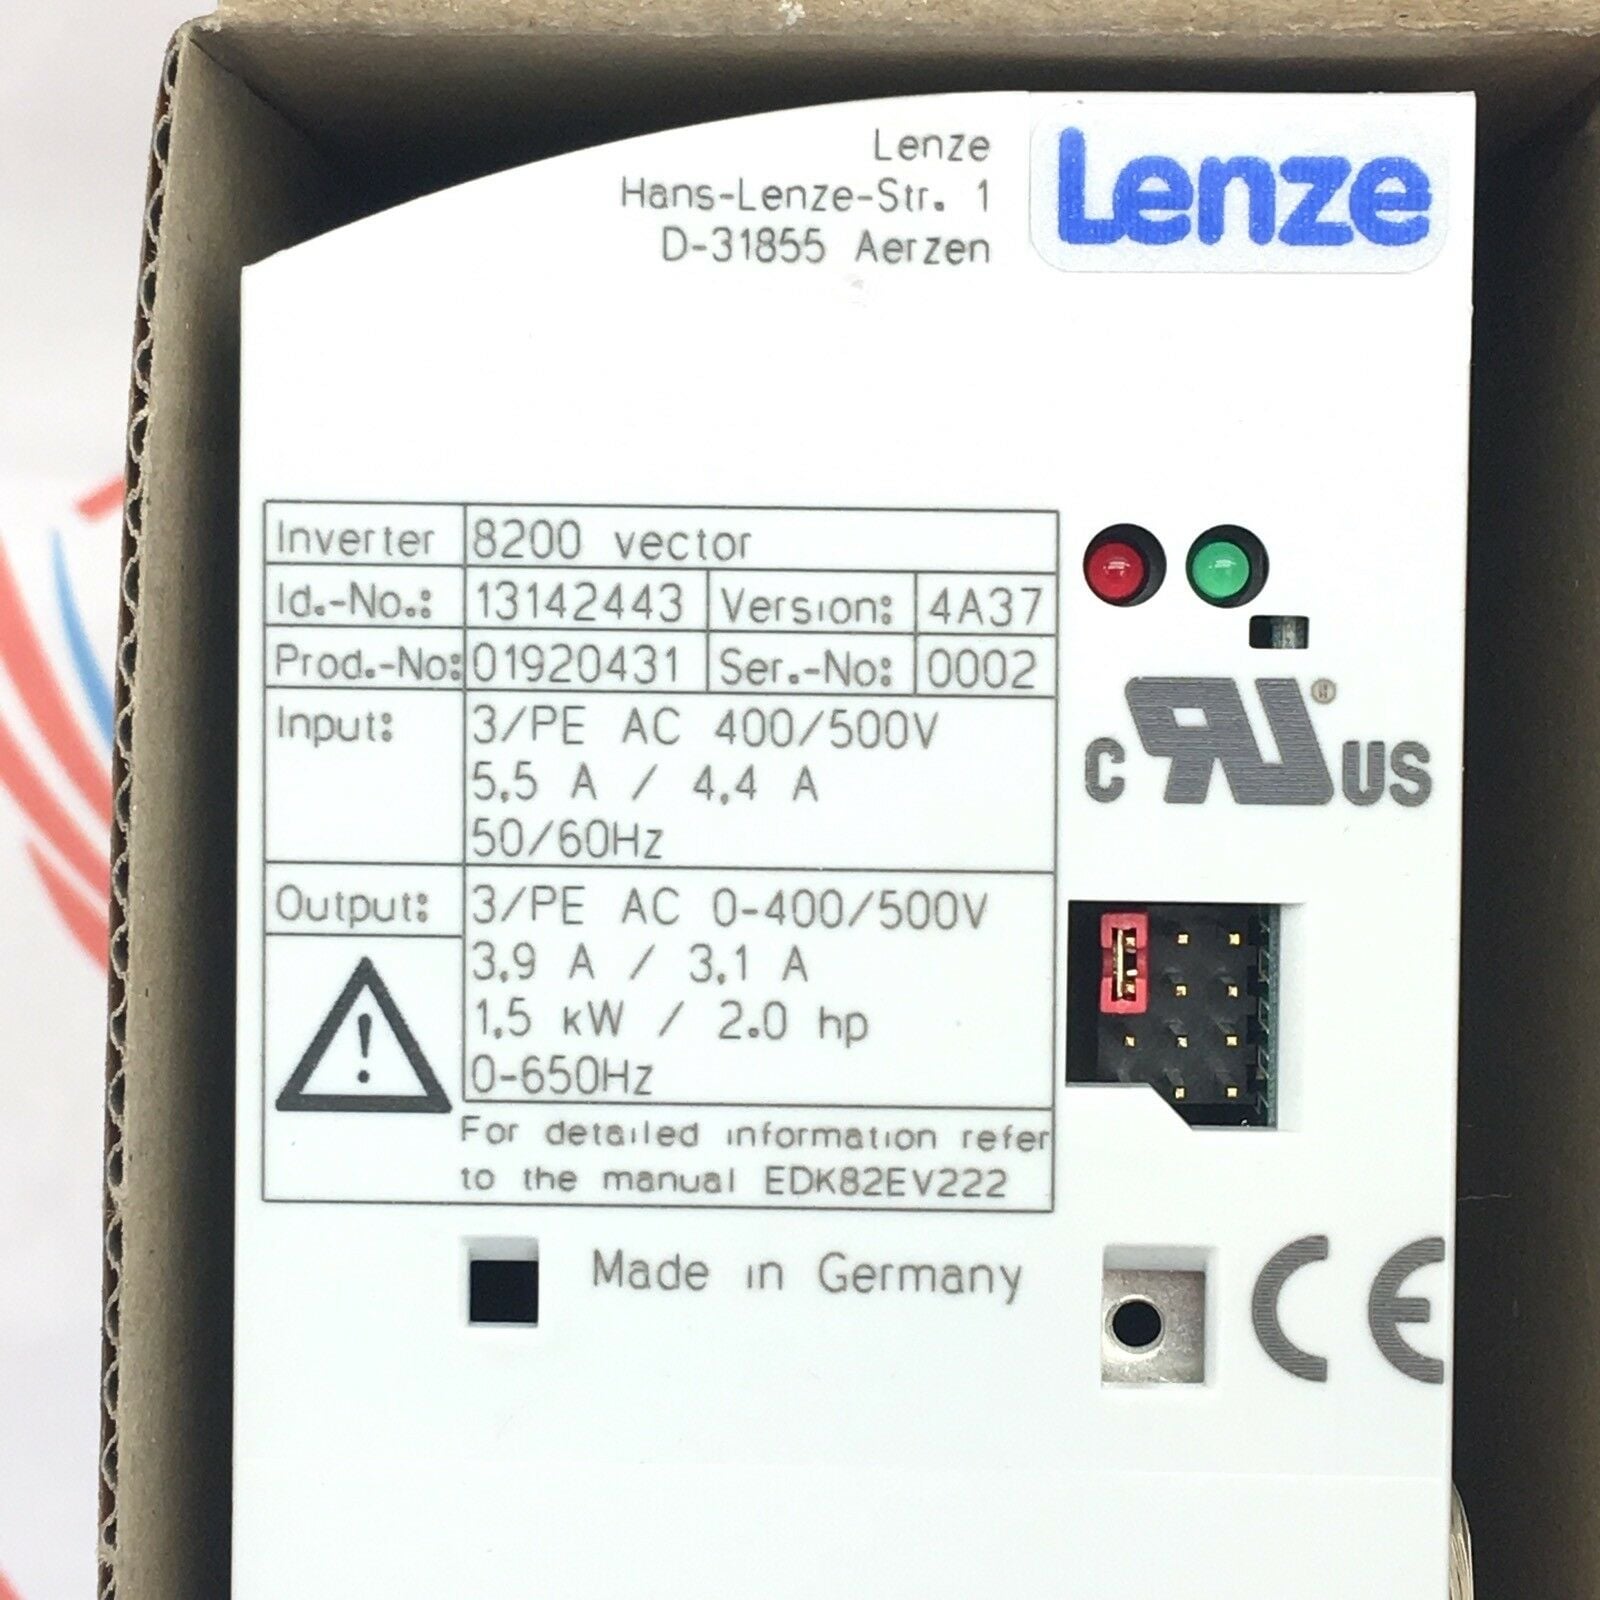 Lenze
Hans-Lenze-Str. 1
D-31855 Aerzen
Lenze
Inverter 8200 vector
Id.-No.: 13142443 Version: 4A37
Prod.-No: 01920431 Ser.-No: 0002
Input: 3/PE AC 400/500V
5,5 A / 4,4 A
50/60Hz
Output: 3/PE AC 0-400/500V
3,9 A / 3,1 A
1,5 kW / 2.0 hp
0-650Hz
!
For detailed information refer
to the manual EDK82EV222
c RU ® US
Made in Germany
CE